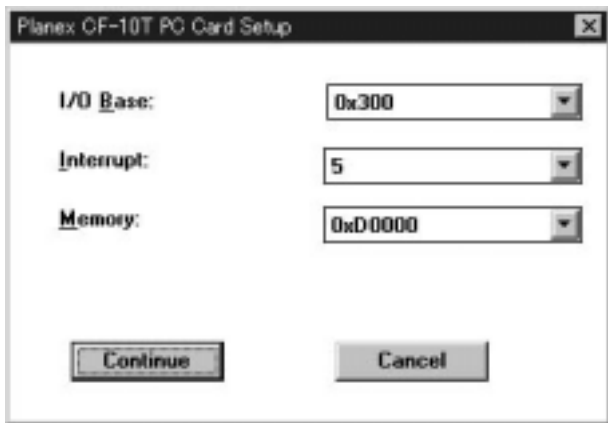 Planex CF-10T PC Card Setup
I/O Base: 0x300
Interrupt: 5
Memory: 0xD0000
Continue Cancel